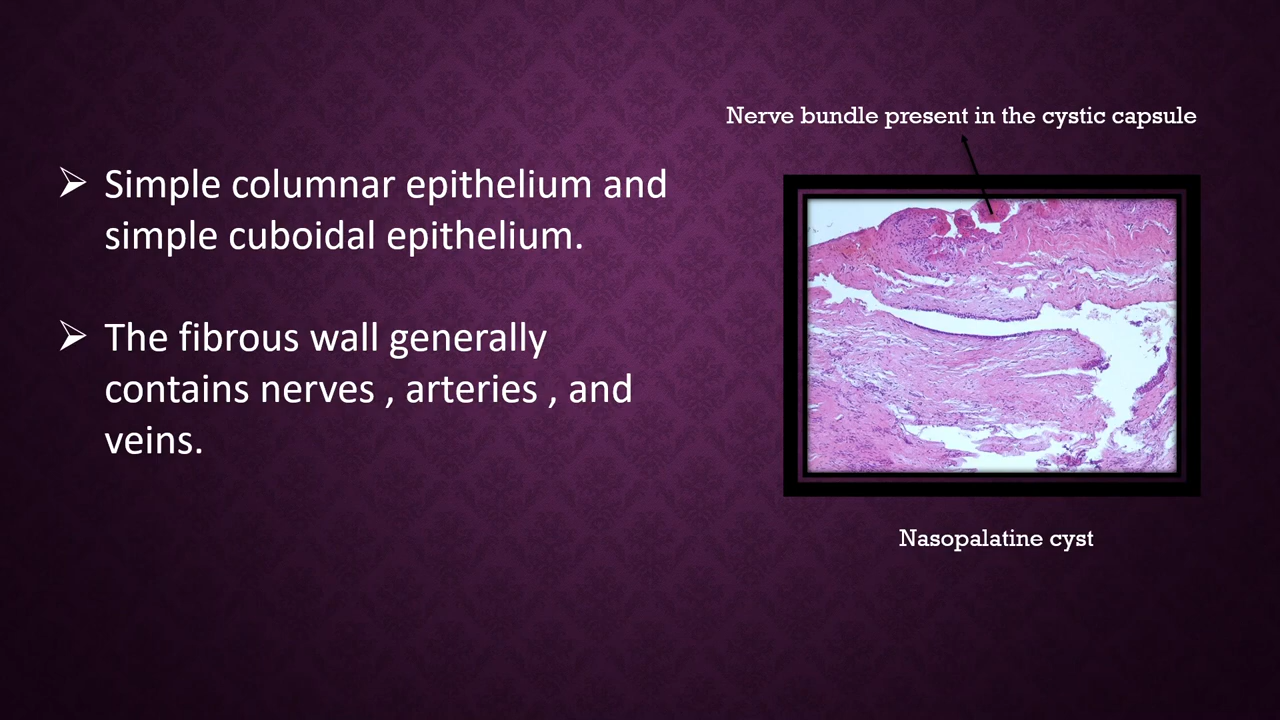 Nerve bundle present in the cystic capsule
Simple columnar epithelium and
simple cuboidal epithelium.
The fibrous wall generally
contains nerves , arteries , and
veins.
Nasopalatine cyst